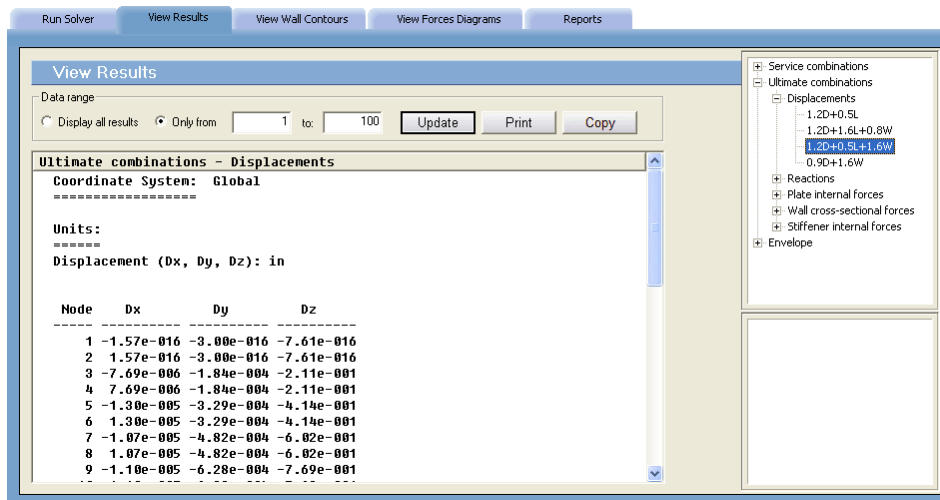 Run Solver
View Results
View Wall Contours
View Forces Diagrams
Reports
View Results
Data range
Display all results
Only from
1
to:
100
Update
Print
Copy
Ultimate combinations - Displacements
Coordinate System: Global
==================
Units:
======
Displacement (Dx, Dy, Dz): in
Node Dx Dy Dz
----- ---------- ---------- ----------
1 -1.57e-016 -3.00e-016 -7.61e-016
2 1.57e-016 -3.00e-016 -7.61e-016
3 -7.69e-006 -1.84e-004 -2.11e-001
4 7.69e-006 -1.84e-004 -2.11e-001
5 -1.30e-005 -3.29e-004 -4.14e-001
6 1.30e-005 -3.29e-004 -4.14e-001
7 -1.07e-005 -4.82e-004 -6.02e-001
8 1.07e-005 -4.82e-004 -6.02e-001
9 -1.10e-005 -6.28e-004 -7.69e-001
Service combinations
Ultimate combinations
Displacements
1.2D+0.5L
1.2D+1.6L+0.8W
1.2D+0.5L+1.6W
0.9D+1.6W
Reactions
Plate internal forces
Wall cross-sectional forces
Stiffener internal forces
Envelope